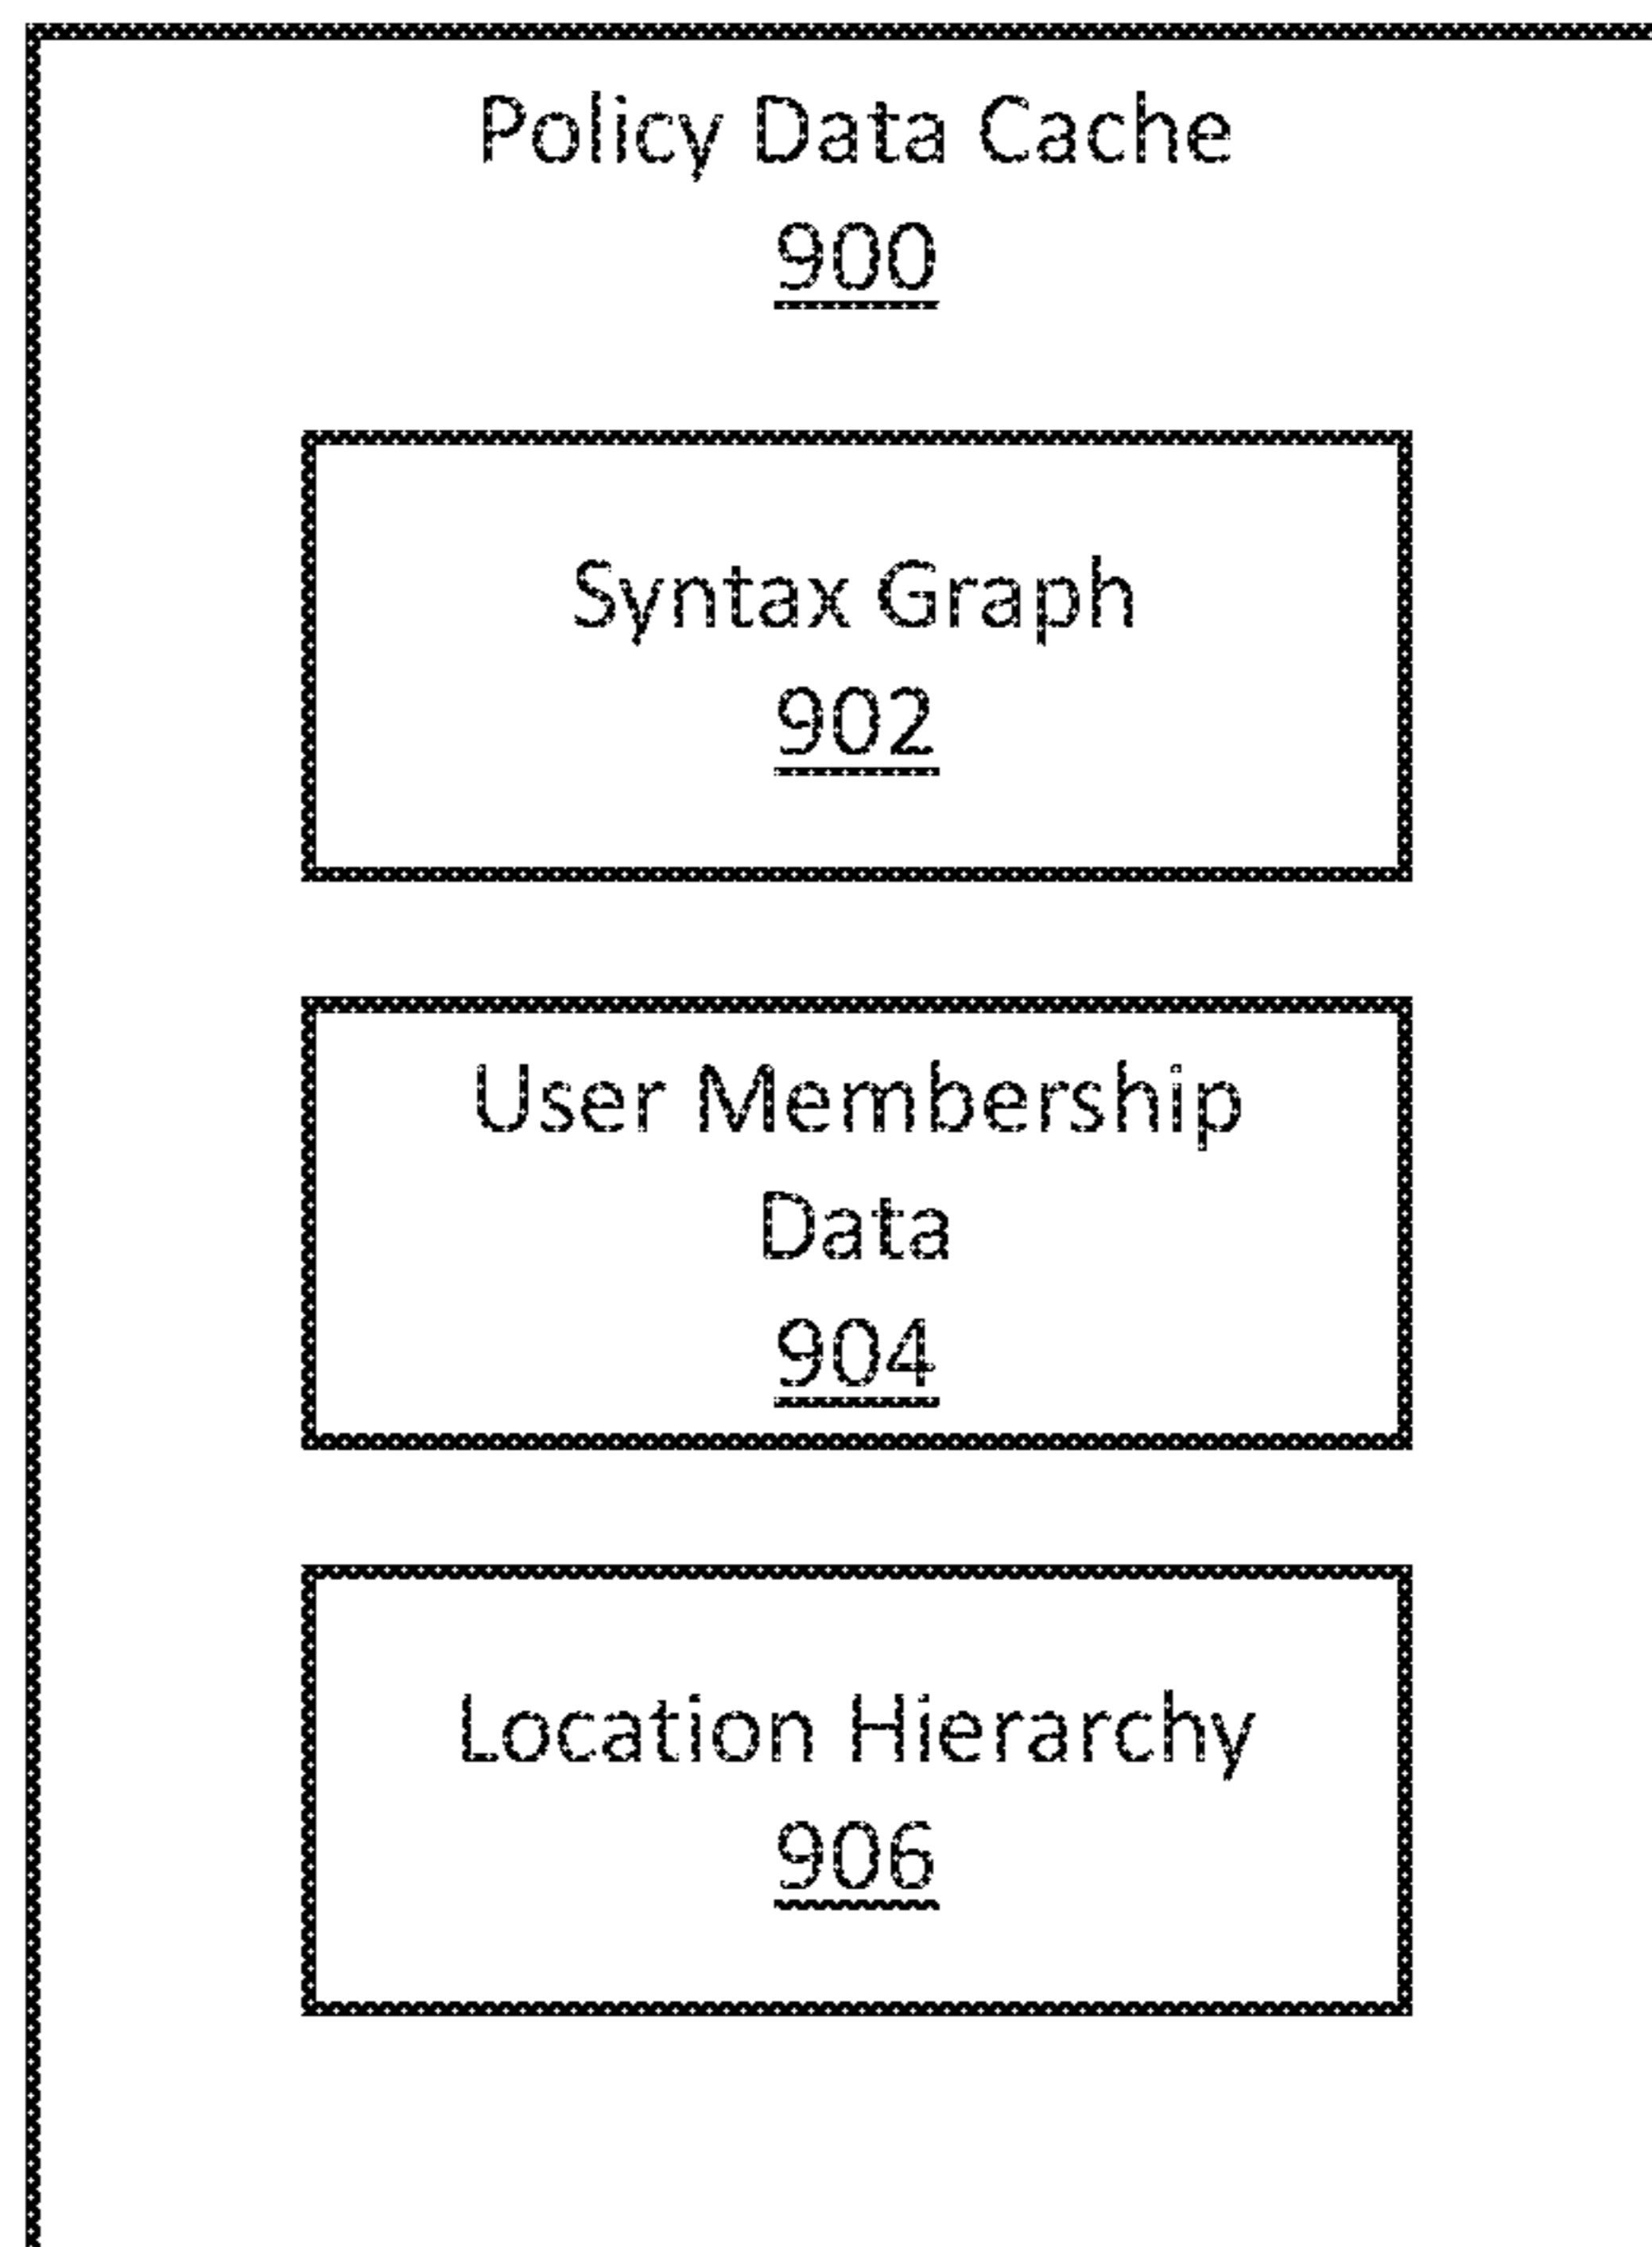 Policy Data Cache
900
Syntax Graph
902
User Membership
Data
904
Location Hierarchy
906